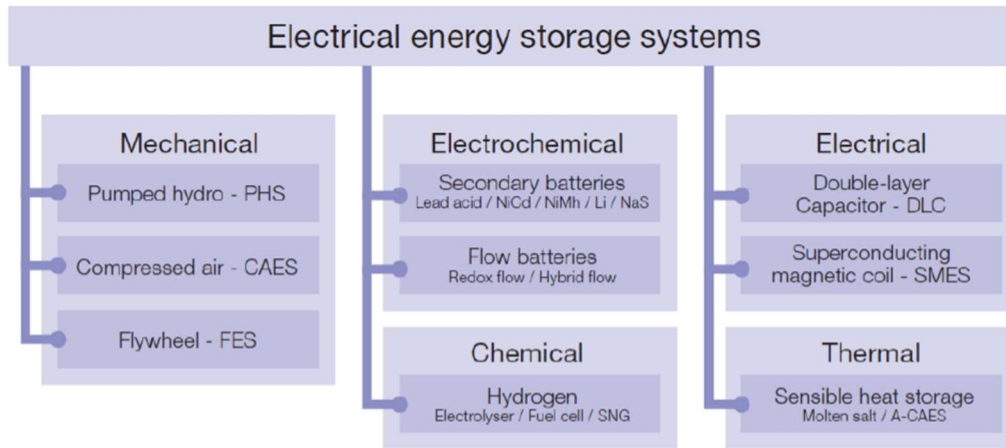 Electrical energy storage systems
Mechanical
Pumped hydro - PHS
Compressed air - CAES
Flywheel - FES
Electrochemical
Secondary batteries
Lead acid / NiCd / NiMh / Li / NaS
Flow batteries
Redox flow / Hybrid flow
Chemical
Hydrogen
Electrolyser / Fuel cell / SNG
Electrical
Double-layer
Capacitor - DLC
Superconducting
magnetic coil - SMES
Thermal
Sensible heat storage
Molten salt / A-CAES